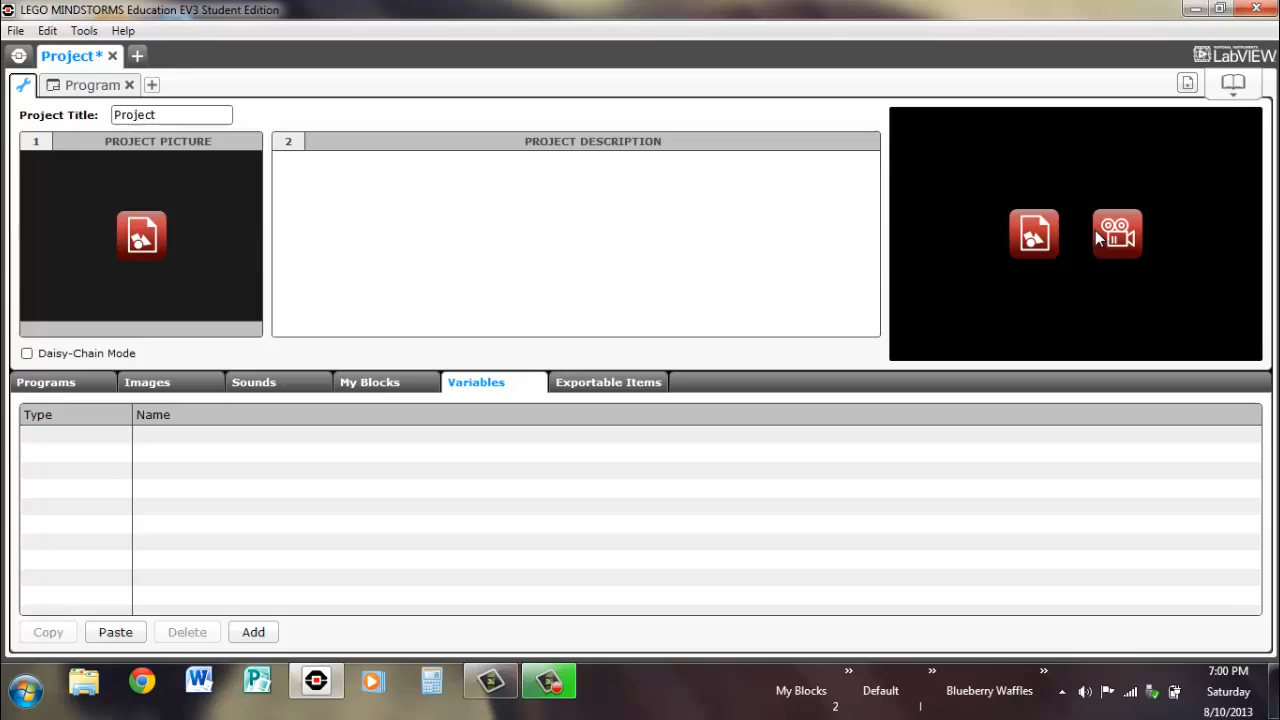 LEGO MINDSTORMS Education EV3 Student Edition
File Edit Tools Help
Project* NATIONAL INSTRUMENTS
LabVIEW
Program
Project Title: Project
1 PROJECT PICTURE 2 PROJECT DESCRIPTION
Daisy-Chain Mode
Programs Images Sounds My Blocks Variables Exportable Items
Type Name
Copy Paste Delete Add
7:00 PM
My Blocks » Default » Blueberry Waffles » Saturday
2 8/10/2013